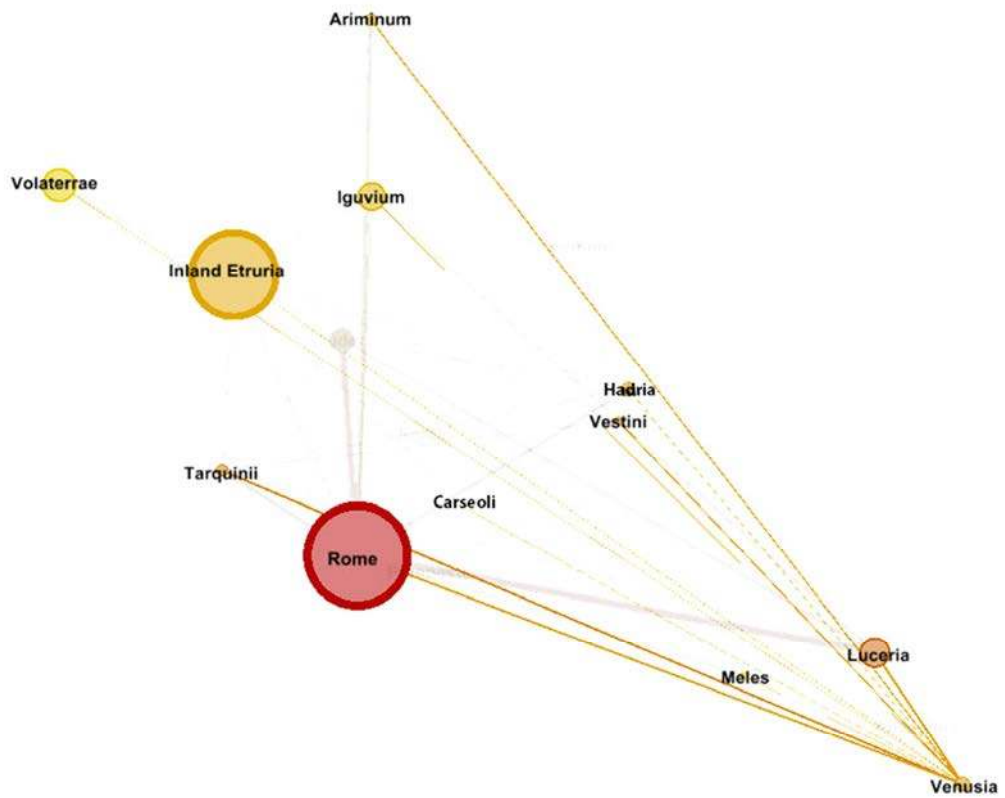 Ariminum
Volaterrae
Iguvium
Inland Etruria
Hadria
Vestini
Tarquinii
Carseoli
Rome
Luceria
Meles
Venusia